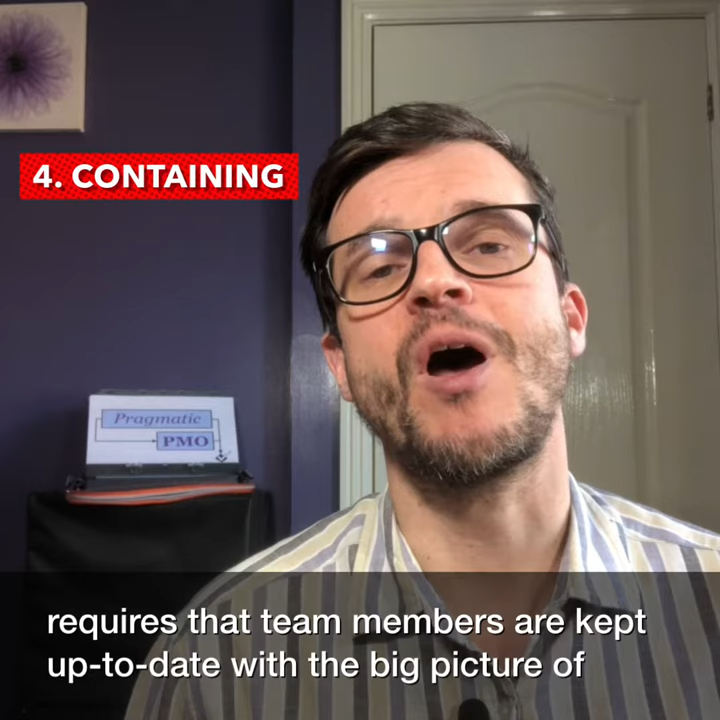 4. CONTAINING
Pragmatic
PMO
requires that team members are kept
up-to-date with the big picture of